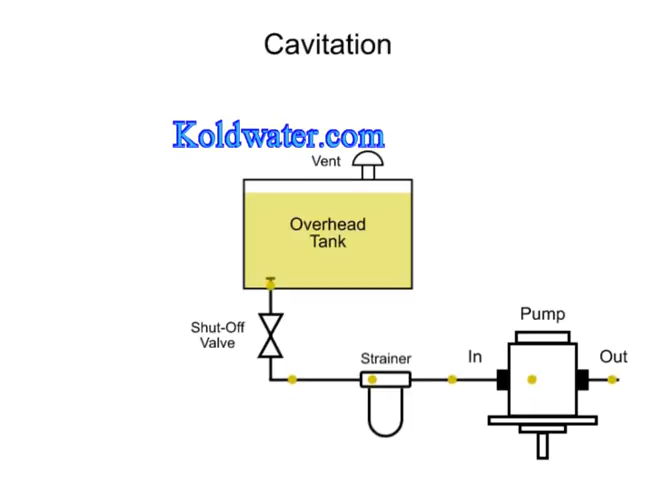 Cavitation
Koldwater.com
Vent
Overhead
Tank
Shut-Off
Valve
Strainer
In
Pump
Out